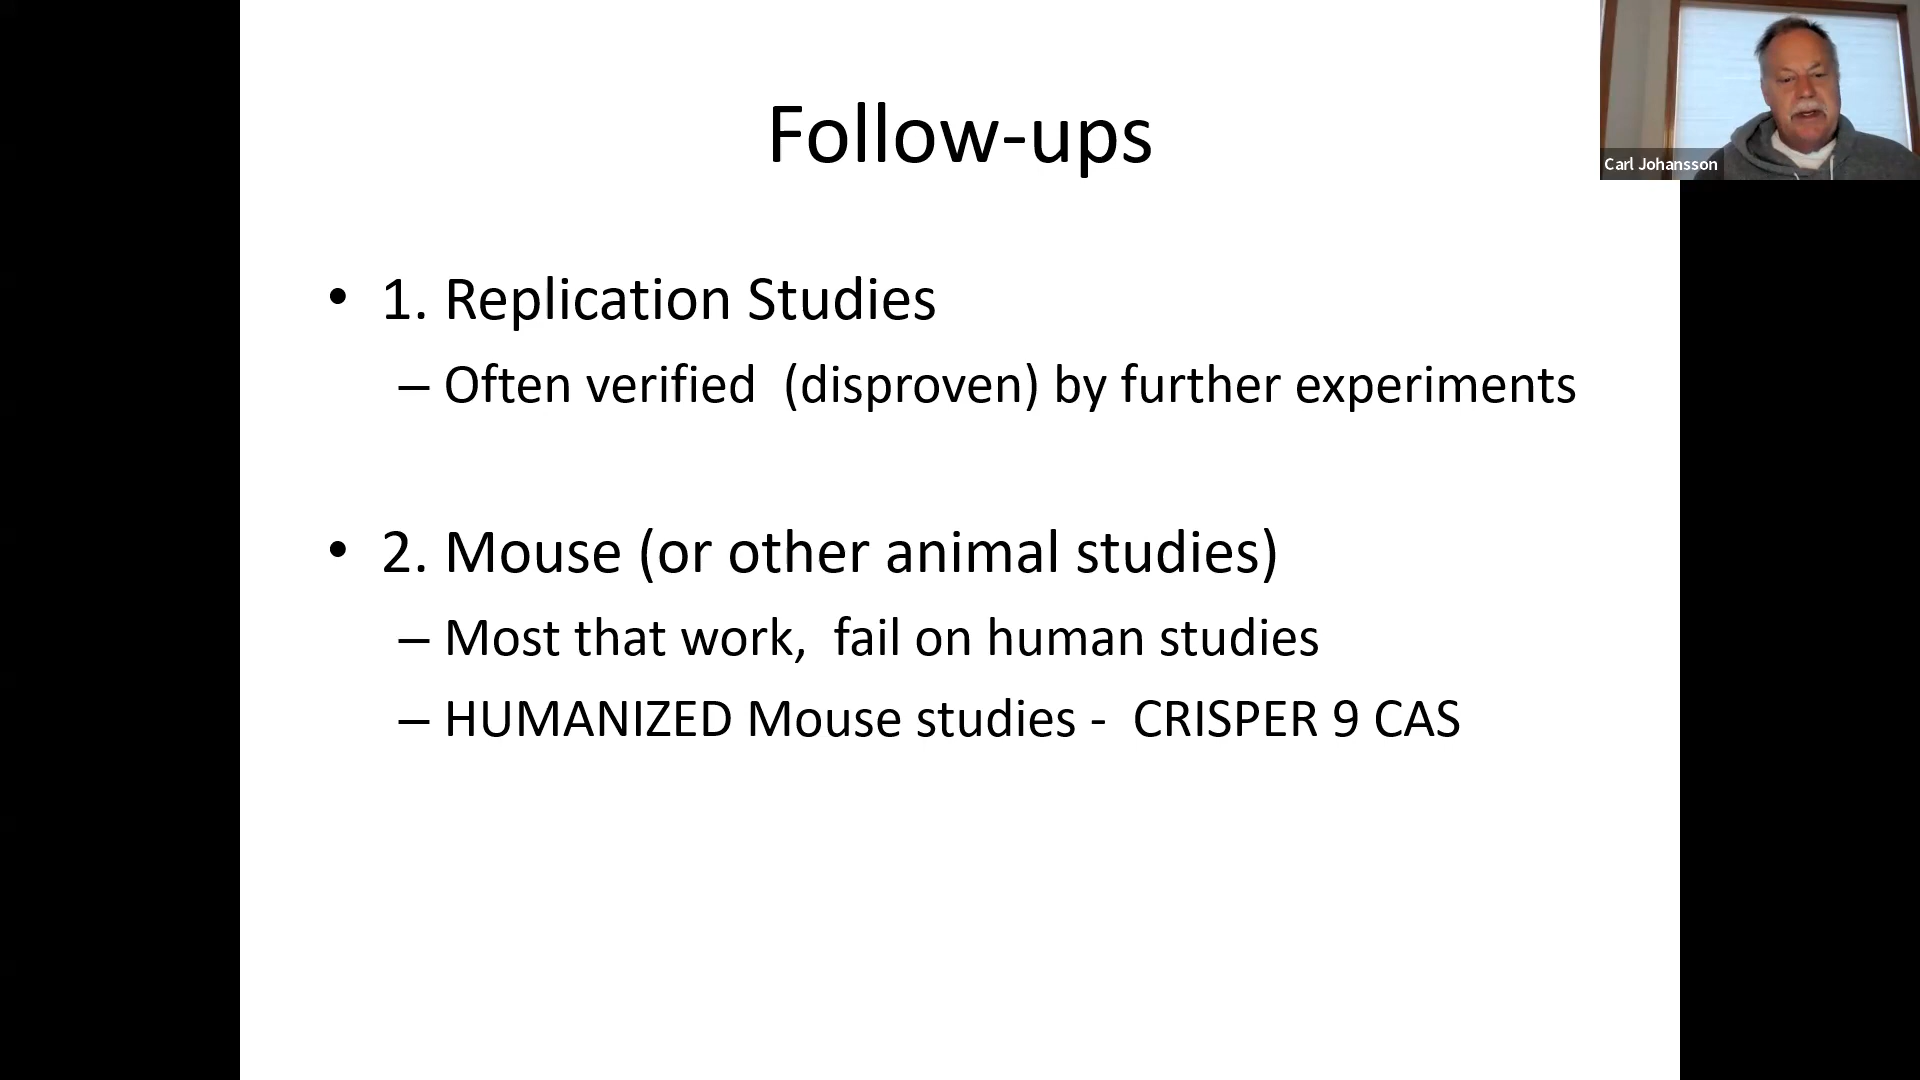 Follow-ups
Carl Johansson
• 1. Replication Studies
– Often verified (disproven) by further experiments
• 2. Mouse (or other animal studies)
– Most that work, fail on human studies
– HUMANIZED Mouse studies - CRISPER 9 CAS